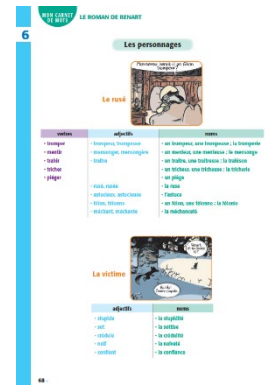 MON CARNET
DE MOTS
LE ROMAN DE RENART
6
Les personnages
Le rusé
verbes adjectifs noms
• tromper • trompeur, trompeuse • un trompeur, une trompeuse ; la tromperie
• mentir • mensonger, mensongère • un menteur, une menteuse ; le mensonge
• trahir • traître • un traître, une traîtresse ; la trahison
• tricher • un tricheur, une tricheuse ; la tricherie
• piéger • un piège
• rusé, rusée • la ruse
• astucieux, astucieuse • l'astuce
• félon, félonne • un félon, une félonne ; la félonie
• méchant, méchante • la méchanceté
La victime
adjectifs noms
• stupide • la stupidité
• sot • la sottise
• crédule • la crédulité
• naïf • la naïveté
• confiant • la confiance
68